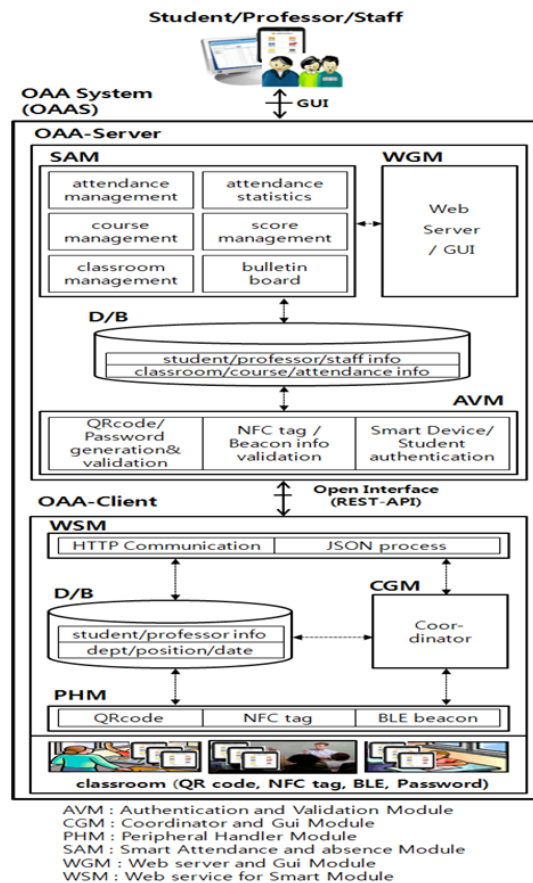 Student/Professor/Staff
OAA System
(OAAS)
GUI
OAA-Server
SAM
WGM
attendance
management
attendance
statistics
course
management
score
management
classroom
management
bulletin
board
Web
Server
/ GUI
D/B
student/professor/staff info
classroom/course/attendance info
AVM
QRcode/
Password
generation&
validation
NFC tag /
Beacon info
validation
Smart Device/
Student
authentication
OAA-Client
Open Interface
(REST-API)
WSM
HTTP Communication
JSON process
D/B
CGM
student/professor info
dept/position/date
Coor-
dinator
PHM
QRcode
NFC tag
BLE beacon
classroom (QR code, NFC tag, BLE, Password)
AVM : Authentication and Validation Module
CGM : Coordinator and Gui Module
PHM : Peripheral Handler Module
SAM : Smart Attendance and absence Module
WGM : Web server and Gui Module
WSM : Web service for Smart Module